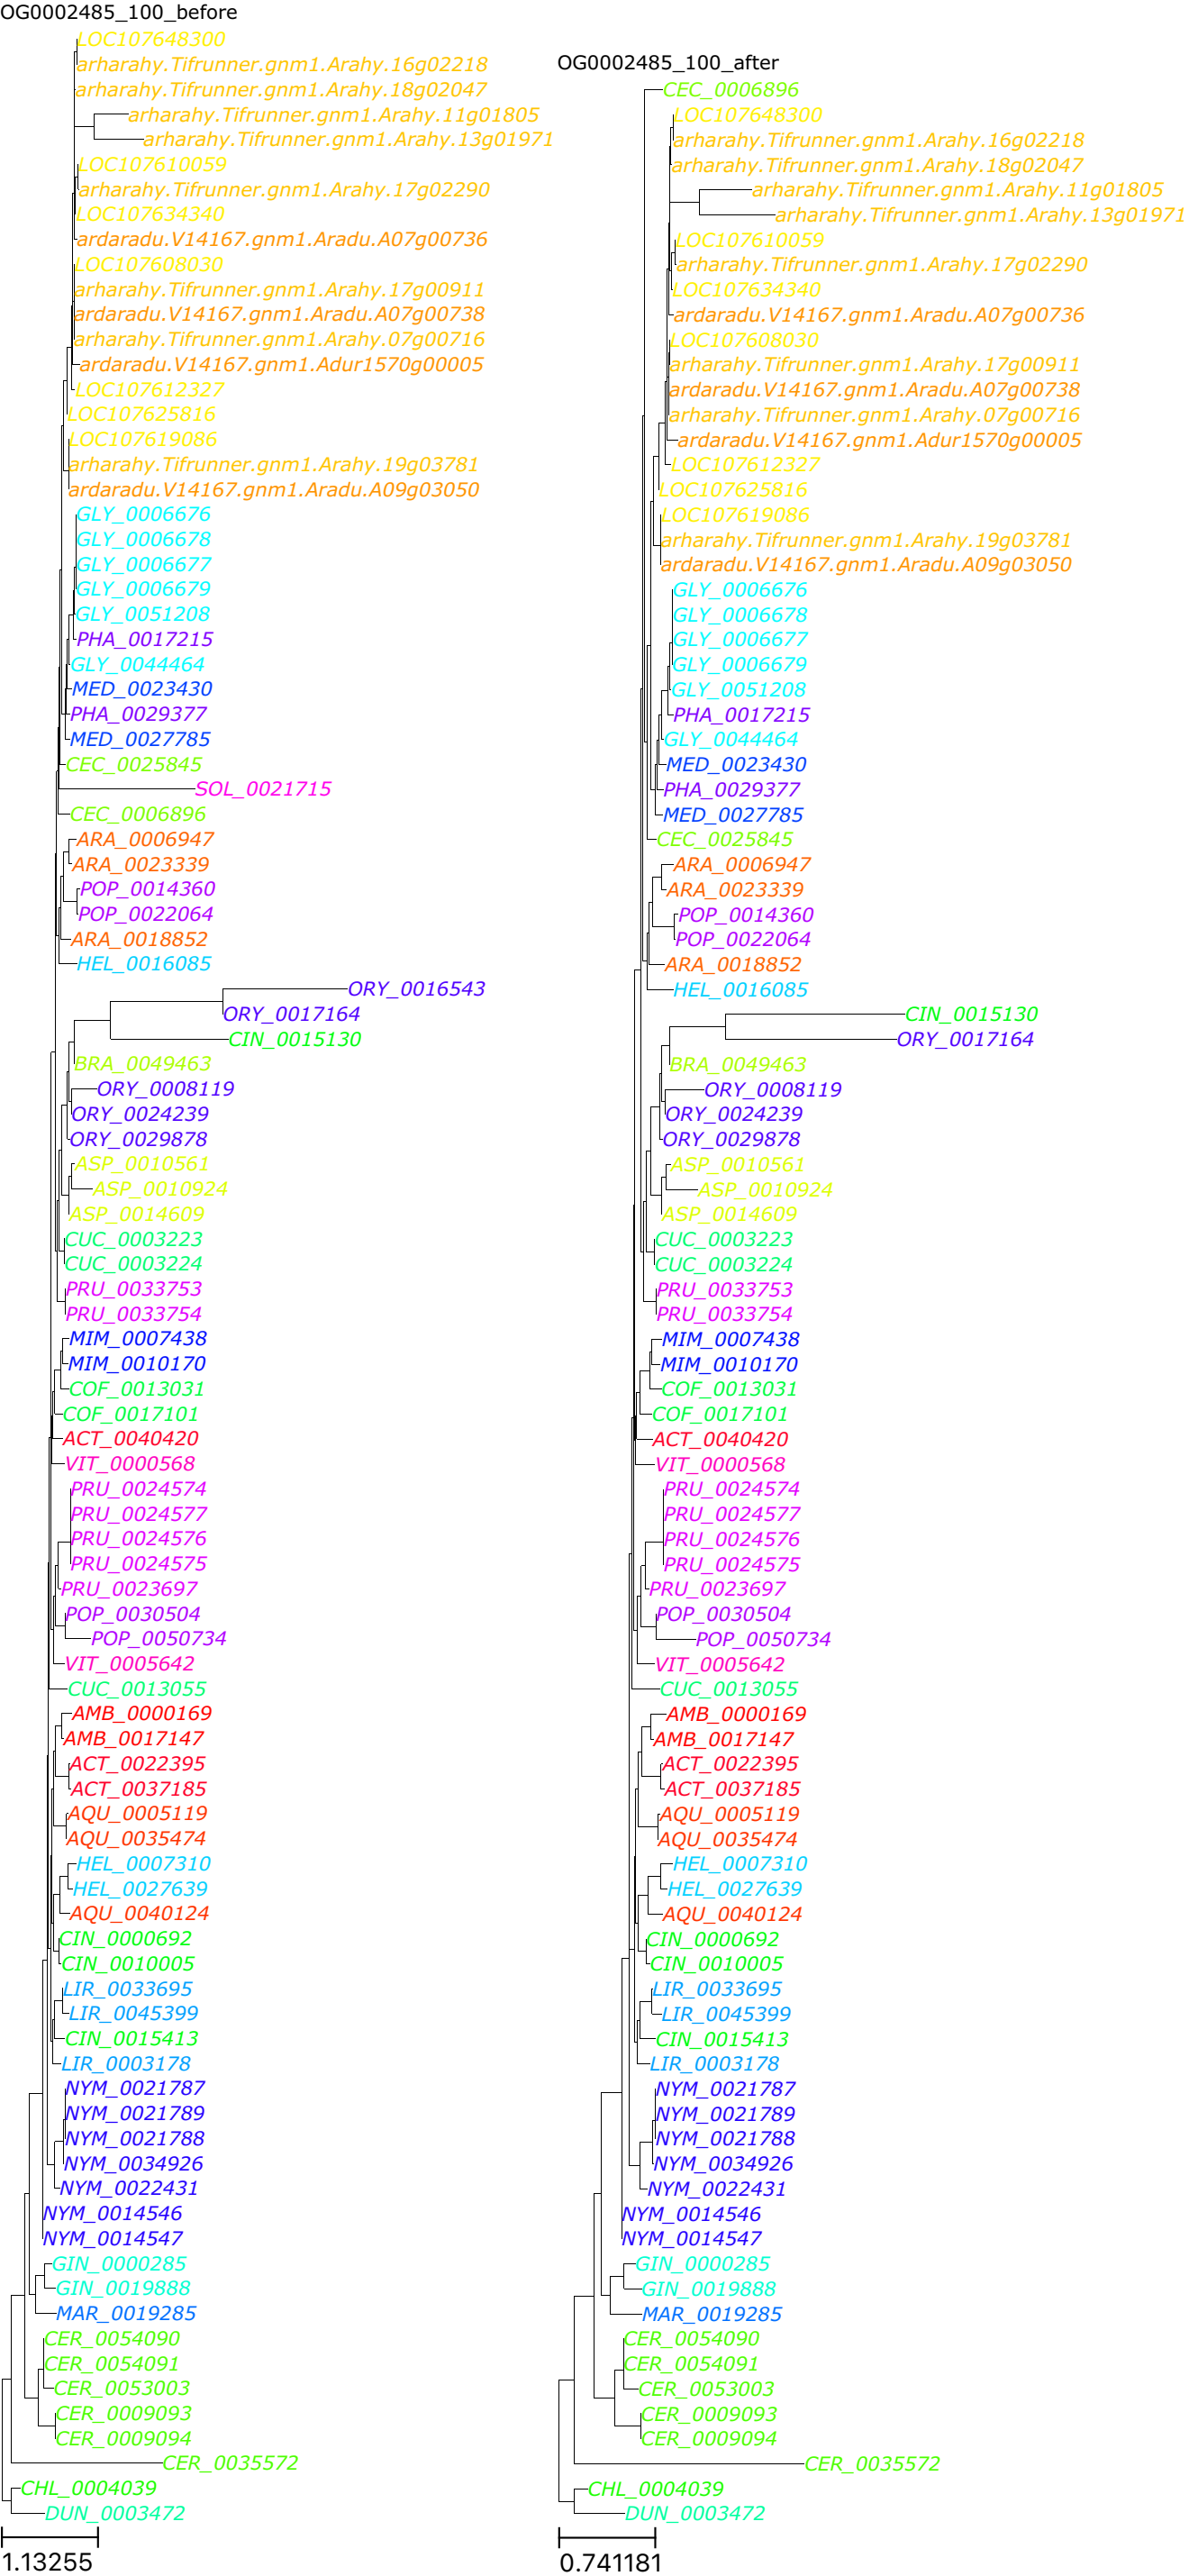 OG0002485_100_before
LOC107648300
arharahy.Tifrunner.gnm1.Arahy.16g02218
arharahy.Tifrunner.gnm1.Arahy.18g02047
arharahy.Tifrunner.gnm1.Arahy.11g01805
arharahy.Tifrunner.gnm1.Arahy.13g01971
LOC107610059
arharahy.Tifrunner.gnm1.Arahy.17g02290
LOC107634340
ardaradu.V14167.gnm1.Aradu.A07g00736
LOC107608030
arharahy.Tifrunner.gnm1.Arahy.17g00911
ardaradu.V14167.gnm1.Aradu.A07g00738
arharahy.Tifrunner.gnm1.Arahy.07g00716
ardaradu.V14167.gnm1.Adur1570g00005
LOC107612327
LOC107625816
LOC107619086
arharahy.Tifrunner.gnm1.Arahy.19g03781
ardaradu.V14167.gnm1.Aradu.A09g03050
GLY_0006676
GLY_0006678
GLY_0006677
GLY_0006679
GLY_0051208
PHA_0017215
GLY_0044464
MED_0023430
PHA_0029377
MED_0027785
CEC_0025845
SOL_0021715
CEC_0006896
ARA_0006947
ARA_0023339
POP_0014360
POP_0022064
ARA_0018852
HEL_0016085
ORY_0016543
ORY_0017164
CIN_0015130
BRA_0049463
ORY_0008119
ORY_0024239
ORY_0029878
ASP_0010561
ASP_0010924
ASP_0014609
CUC_0003223
CUC_0003224
PRU_0033753
PRU_0033754
MIM_0007438
MIM_0010170
COF_0013031
COF_0017101
ACT_0040420
VIT_0000568
PRU_0024574
PRU_0024577
PRU_0024576
PRU_0024575
PRU_0023697
POP_0030504
POP_0050734
VIT_0005642
CUC_0013055
AMB_0000169
AMB_0017147
ACT_0022395
ACT_0037185
AQU_0005119
AQU_0035474
HEL_0007310
HEL_0027639
AQU_0040124
CIN_0000692
CIN_0010005
LIR_0033695
LIR_0045399
CIN_0015413
LIR_0003178
NYM_0021787
NYM_0021789
NYM_0021788
NYM_0034926
NYM_0022431
NYM_0014546
NYM_0014547
GIN_0000285
GIN_0019888
MAR_0019285
CER_0054090
CER_0054091
CER_0053003
CER_0009093
CER_0009094
CER_0035572
CHL_0004039
DUN_0003472
1.13255
OG0002485_100_after
CEC_0006896
LOC107648300
arharahy.Tifrunner.gnm1.Arahy.16g02218
arharahy.Tifrunner.gnm1.Arahy.18g02047
arharahy.Tifrunner.gnm1.Arahy.11g01805
arharahy.Tifrunner.gnm1.Arahy.13g01971
LOC107610059
arharahy.Tifrunner.gnm1.Arahy.17g02290
LOC107634340
ardaradu.V14167.gnm1.Aradu.A07g00736
LOC107608030
arharahy.Tifrunner.gnm1.Arahy.17g00911
ardaradu.V14167.gnm1.Aradu.A07g00738
arharahy.Tifrunner.gnm1.Arahy.07g00716
ardaradu.V14167.gnm1.Adur1570g00005
LOC107612327
LOC107625816
LOC107619086
arharahy.Tifrunner.gnm1.Arahy.19g03781
ardaradu.V14167.gnm1.Aradu.A09g03050
GLY_0006676
GLY_0006678
GLY_0006677
GLY_0006679
GLY_0051208
PHA_0017215
GLY_0044464
MED_0023430
PHA_0029377
MED_0027785
CEC_0025845
ARA_0006947
ARA_0023339
POP_0014360
POP_0022064
ARA_0018852
HEL_0016085
CIN_0015130
ORY_0017164
BRA_0049463
ORY_0008119
ORY_0024239
ORY_0029878
ASP_0010561
ASP_0010924
ASP_0014609
CUC_0003223
CUC_0003224
PRU_0033753
PRU_0033754
MIM_0007438
MIM_0010170
COF_0013031
COF_0017101
ACT_0040420
VIT_0000568
PRU_0024574
PRU_0024577
PRU_0024576
PRU_0024575
PRU_0023697
POP_0030504
POP_0050734
VIT_0005642
CUC_0013055
AMB_0000169
AMB_0017147
ACT_0022395
ACT_0037185
AQU_0005119
AQU_0035474
HEL_0007310
HEL_0027639
AQU_0040124
CIN_0000692
CIN_0010005
LIR_0033695
LIR_0045399
CIN_0015413
LIR_0003178
NYM_0021787
NYM_0021789
NYM_0021788
NYM_0034926
NYM_0022431
NYM_0014546
NYM_0014547
GIN_0000285
GIN_0019888
MAR_0019285
CER_0054090
CER_0054091
CER_0053003
CER_0009093
CER_0009094
CER_0035572
CHL_0004039
DUN_0003472
0.741181